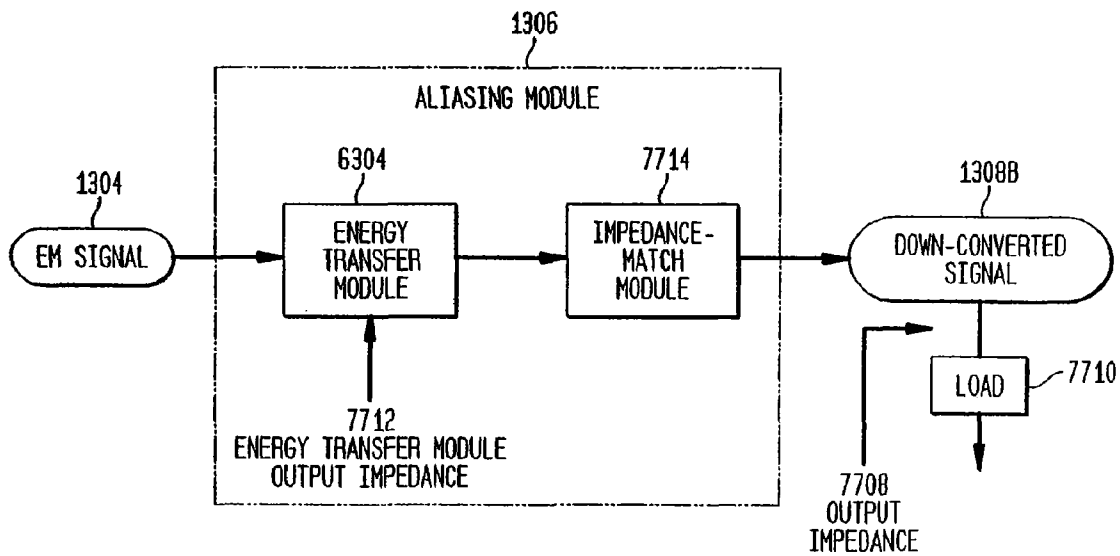 1306
ALIASING MODULE
1304
EM SIGNAL
6304
ENERGY
TRANSFER
MODULE
7714
IMPEDANCE-
MATCH
MODULE
1308B
DOWN-CONVERTED
SIGNAL
7712
ENERGY TRANSFER MODULE
OUTPUT IMPEDANCE
LOAD
7710
7708
OUTPUT
IMPEDANCE